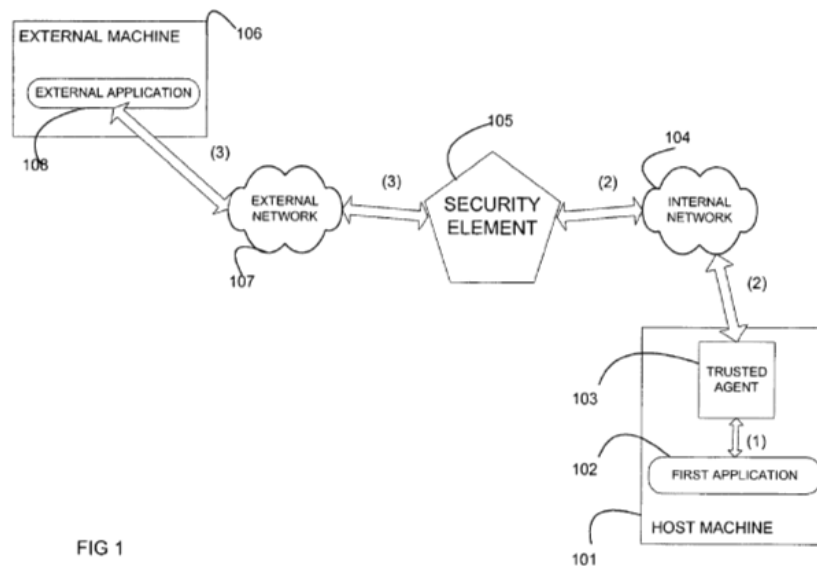 EXTERNAL MACHINE
106
EXTERNAL APPLICATION
108
(3)
EXTERNAL
NETWORK
107
(3)
105
SECURITY
ELEMENT
(2)
104
INTERNAL
NETWORK
(2)
TRUSTED
AGENT
103
(1)
102
FIRST APPLICATION
HOST MACHINE
101
FIG 1